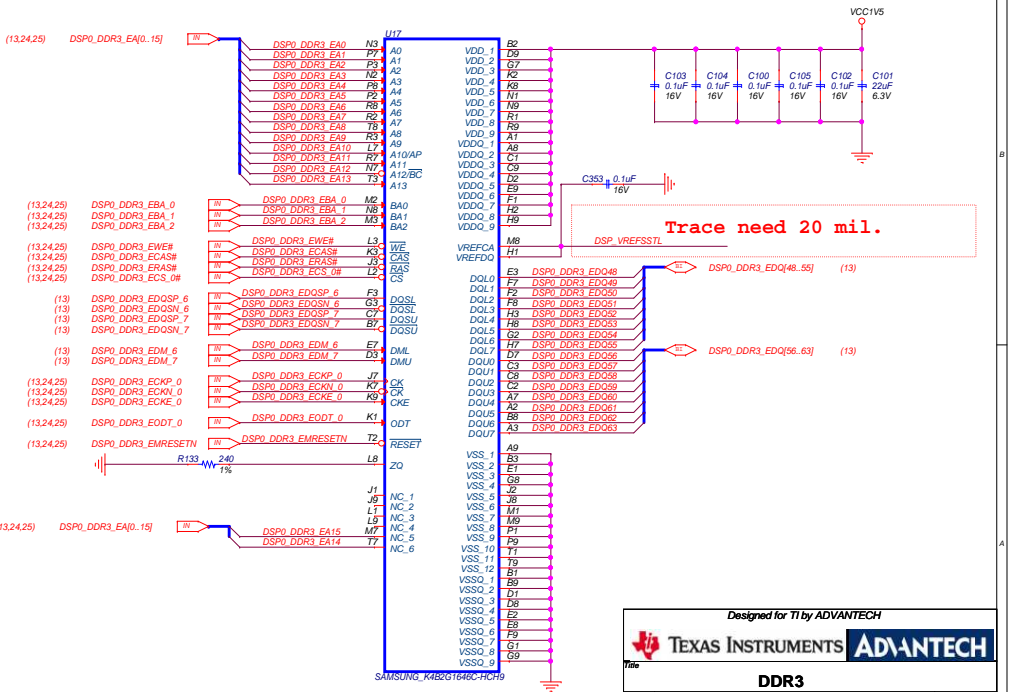 VCC1V5
U17
(13,24,25) DSP0_DDR3_EA[0..15] IN
DSP0_DDR3_EA0 N3 A0
DSP0_DDR3_EA1 P7 A1
DSP0_DDR3_EA2 P3 A2
DSP0_DDR3_EA3 N2 A3
DSP0_DDR3_EA4 P8 A4
DSP0_DDR3_EA5 P2 A5
DSP0_DDR3_EA6 R8 A6
DSP0_DDR3_EA7 R2 A7
DSP0_DDR3_EA8 T8 A8
DSP0_DDR3_EA9 R3 A9
DSP0_DDR3_EA10 L7 A10/AP
DSP0_DDR3_EA11 R7 A11
DSP0_DDR3_EA12 N7 A12/BC
DSP0_DDR3_EA13 T3 A13
(13,24,25) DSP0_DDR3_EBA_0 IN DSP0_DDR3_EBA_0 M2 BA0
(13,24,25) DSP0_DDR3_EBA_1 IN DSP0_DDR3_EBA_1 N8 BA1
(13,24,25) DSP0_DDR3_EBA_2 IN DSP0_DDR3_EBA_2 M3 BA2
(13,24,25) DSP0_DDR3_EWE# IN DSP0_DDR3_EWE# L3 WE
(13,24,25) DSP0_DDR3_ECAS# IN DSP0_DDR3_ECAS# K3 CAS
(13,24,25) DSP0_DDR3_ERAS# IN DSP0_DDR3_ERAS# J3 RAS
(13,24,25) DSP0_DDR3_ECS_0# IN DSP0_DDR3_ECS_0# L2 CS
(13) DSP0_DDR3_EDQSP_6 IN DSP0_DDR3_EDQSP_6 F3 DQSL
(13) DSP0_DDR3_EDQSN_6 IN DSP0_DDR3_EDQSN_6 G3 DQSL
(13) DSP0_DDR3_EDQSP_7 IN DSP0_DDR3_EDQSP_7 C7 DQSU
(13) DSP0_DDR3_EDQSN_7 IN DSP0_DDR3_EDQSN_7 B7 DQSU
(13) DSP0_DDR3_EDM_6 IN DSP0_DDR3_EDM_6 E7 DML
(13) DSP0_DDR3_EDM_7 IN DSP0_DDR3_EDM_7 D3 DMU
(13,24,25) DSP0_DDR3_ECKP_0 IN DSP0_DDR3_ECKP_0 J7 CK
(13,24,25) DSP0_DDR3_ECKN_0 IN DSP0_DDR3_ECKN_0 K7 CK
(13,24,25) DSP0_DDR3_ECKE_0 IN DSP0_DDR3_ECKE_0 K9 CKE
(13,24,25) DSP0_DDR3_EODT_0 IN DSP0_DDR3_EODT_0 K1 ODT
(13,24,25) DSP0_DDR3_EMRESETN IN DSP0_DDR3_EMRESETN T2 RESET
R133 240 L8 ZQ
1%
J1 NC_1
J9 NC_2
L1 NC_3
L9 NC_4
13,24,25) DSP0_DDR3_EA[0..15] IN
DSP0_DDR3_EA15 M7 NC_5
DSP0_DDR3_EA14 T7 NC_6
VDD_1 B2
VDD_2 D9
VDD_3 G7
VDD_4 K2
VDD_5 K8
VDD_6 N1
VDD_7 N9
VDD_8 R1
VDD_9 R9
VDDQ_1 A1
VDDQ_2 A8
VDDQ_3 C1
VDDQ_4 C9
VDDQ_5 D2
VDDQ_6 E9
VDDQ_7 F1
VDDQ_8 H2
VDDQ_9 H9
C103 C104 C100 C105 C102 C101
0.1uF 0.1uF 0.1uF 0.1uF 0.1uF 22uF
16V 16V 16V 16V 16V 6.3V
C353 0.1uF
16V
Trace need 20 mil.
VREFCA M8 DSP_VREFSSTL
VREFDQ H1
DQL0 E3 DSP0_DDR3_EDQ48 BI DSP0_DDR3_EDQ[48..55] (13)
DQL1 F7 DSP0_DDR3_EDQ49
DQL2 F2 DSP0_DDR3_EDQ50
DQL3 F8 DSP0_DDR3_EDQ51
DQL4 H3 DSP0_DDR3_EDQ52
DQL5 H8 DSP0_DDR3_EDQ53
DQL6 G2 DSP0_DDR3_EDQ54
DQL7 H7 DSP0_DDR3_EDQ55
DQU0 D7 DSP0_DDR3_EDQ56 BI DSP0_DDR3_EDQ[56..63] (13)
DQU1 C3 DSP0_DDR3_EDQ57
DQU2 C8 DSP0_DDR3_EDQ58
DQU3 C2 DSP0_DDR3_EDQ59
DQU4 A7 DSP0_DDR3_EDQ60
DQU5 A2 DSP0_DDR3_EDQ61
DQU6 B8 DSP0_DDR3_EDQ62
DQU7 A3 DSP0_DDR3_EDQ63
VSS_1 A9
VSS_2 B3
VSS_3 E1
VSS_4 G8
VSS_5 J2
VSS_6 J8
VSS_7 M1
VSS_8 M9
VSS_9 P1
VSS_10 P9
VSS_11 T1
VSS_12 T9
VSSQ_1 B1
VSSQ_2 B9
VSSQ_3 D1
VSSQ_4 D8
VSSQ_5 E2
VSSQ_6 E8
VSSQ_7 F9
VSSQ_8 G1
VSSQ_9 G9
SAMSUNG_K4B2G1646C-HCH9
B
A
Designed for TI by ADVANTECH
TEXAS INSTRUMENTS ADVANTECH
Title
DDR3